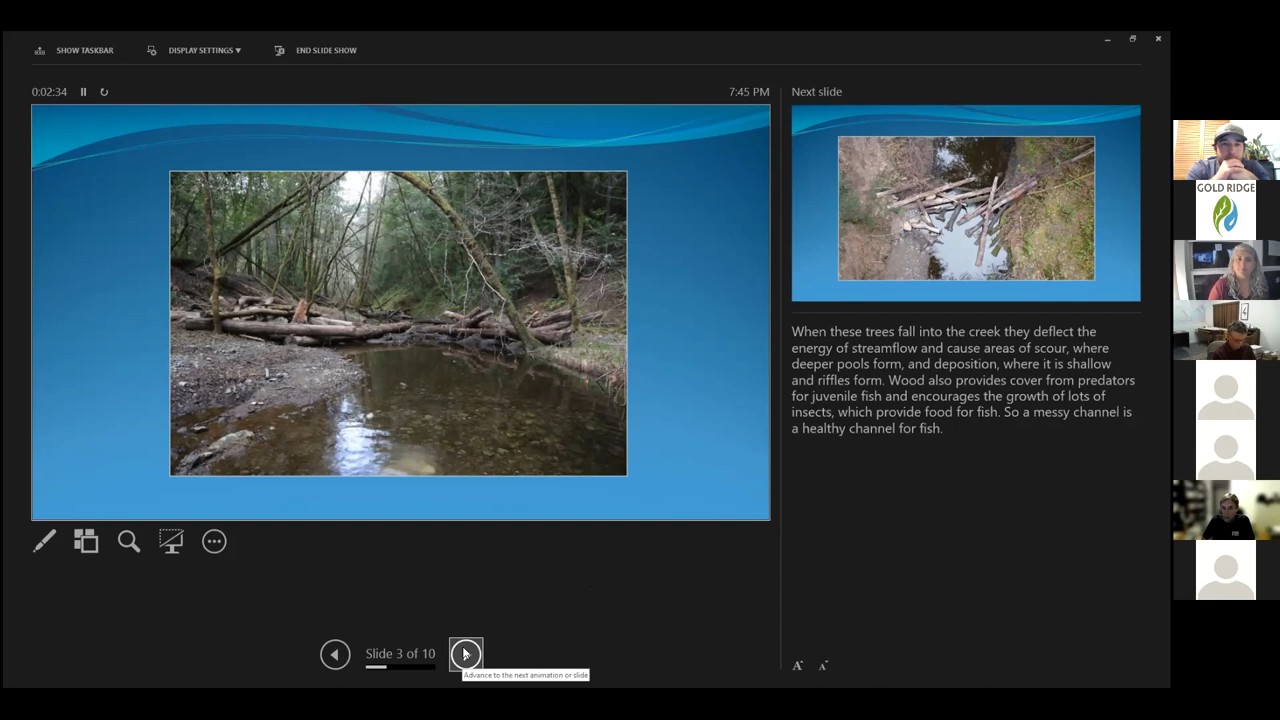 SHOW TASKBAR
DISPLAY SETTINGS ▼
END SLIDE SHOW
0:02:34
7:45 PM
Next slide
When these trees fall into the creek they deflect the
energy of streamflow and cause areas of scour, where
deeper pools form, and deposition, where it is shallow
and riffles form. Wood also provides cover from predators
for juvenile fish and encourages the growth of lots of
insects, which provide food for fish. So a messy channel is
a healthy channel for fish.
Slide 3 of 10
Advance to the next animation or slide
A
A
GOLD RIDGE